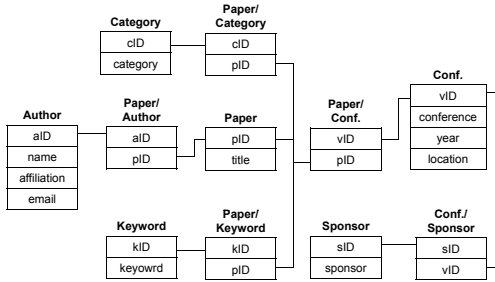 Category
cID
category
Paper/
Category
cID
pID
Author
aID
name
affiliation
email
Paper/
Author
aID
pID
Paper
pID
title
Paper/
Conf.
vID
pID
Conf.
vID
conference
year
location
Keyword
kID
keyowrd
Paper/
Keyword
kID
pID
Sponsor
sID
sponsor
Conf./
Sponsor
sID
vID